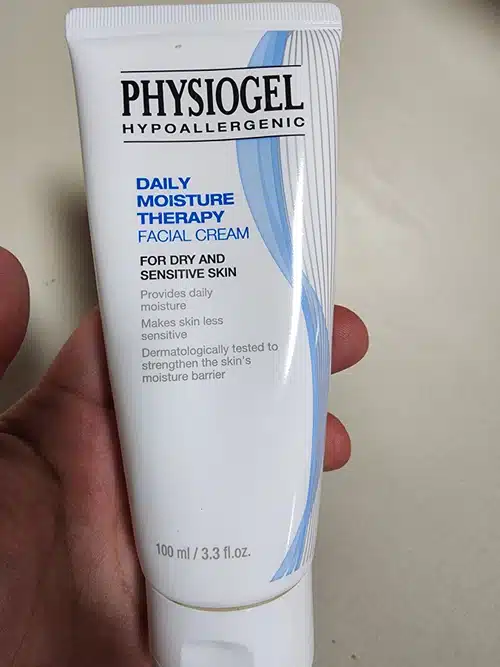 PHYSIOGEL
HYPOALLERGENIC
DAILY
MOISTURE
THERAPY
FACIAL CREAM
FOR DRY AND
SENSITIVE SKIN
Provides daily
moisture
Makes skin less
sensitive
Dermatologically tested to
strengthen the skin's
moisture barrier
100 ml / 3.3 fl.oz.